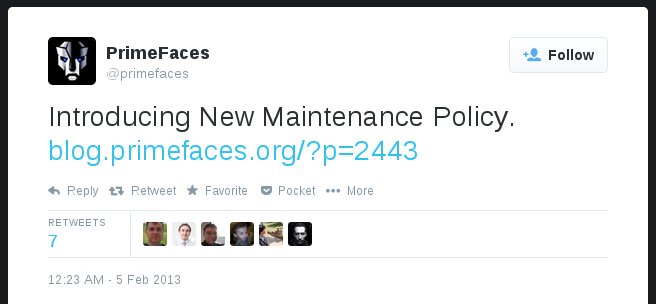 PrimeFaces
@primefaces
Follow
Introducing New Maintenance Policy.
blog.primefaces.org/?p=2443
Reply Retweet Favorite Pocket More
RETWEETS
7
12:23 AM - 5 Feb 2013